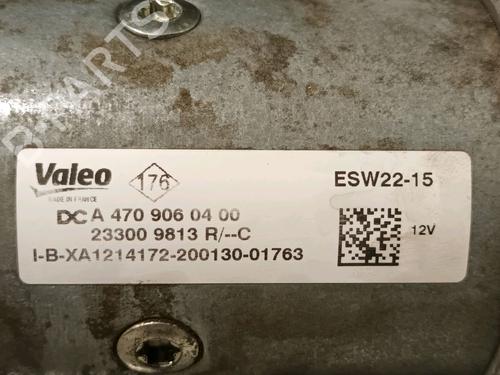 Valeo
MADE IN FRANCE
176
ESW22-15
DC A 470 906 04 00
12V
23300 9813 R/--C
I-B-XA1214172-200130-01763